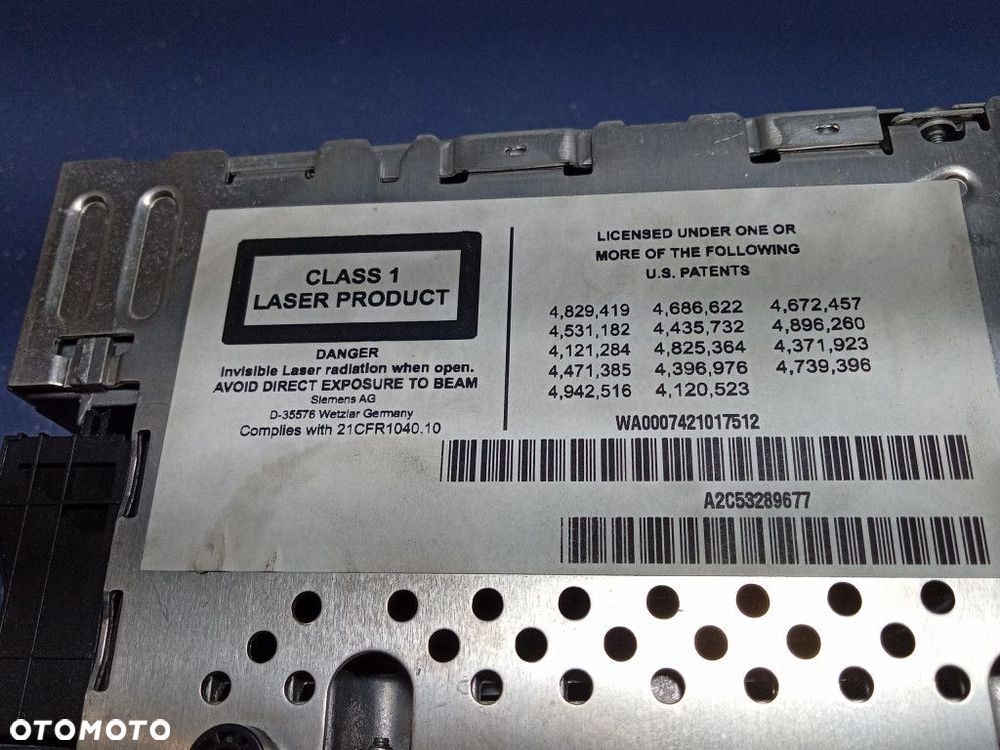 CLASS 1
LASER PRODUCT
DANGER
Invisible Laser radiation when open.
AVOID DIRECT EXPOSURE TO BEAM
Siemens AG
D-35576 Wetzlar Germany
Complies with 21CFR1040.10
LICENSED UNDER ONE OR
MORE OF THE FOLLOWING
U.S. PATENTS
4,829,419 4,686,622 4,672,457
4,531,182 4,435,732 4,896,260
4,121,284 4,825,364 4,371,923
4,471,385 4,396,976 4,739,396
4,942,516 4,120,523
WA0007421017512
A2C53289677
OTOMOTO